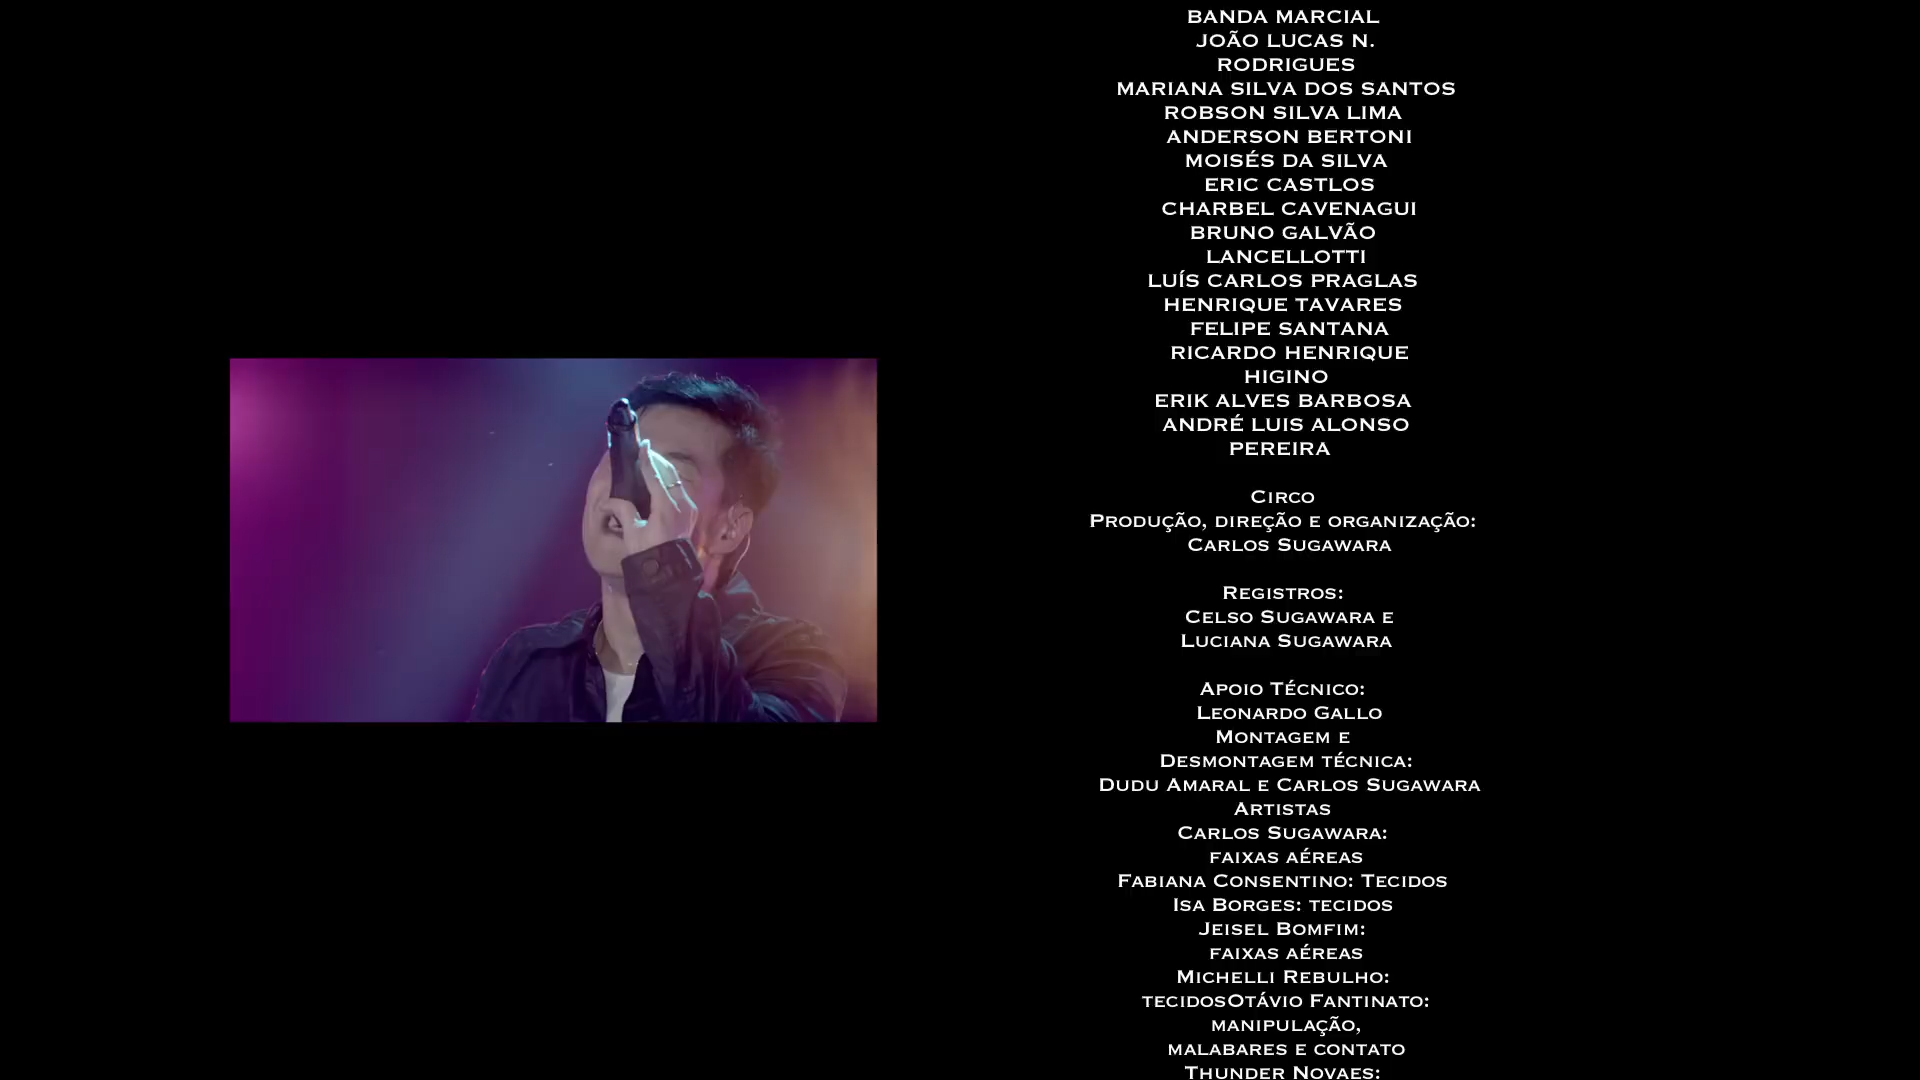 BANDA MARCIAL
JOÃO LUCAS N.
RODRIGUES
MARIANA SILVA DOS SANTOS
ROBSON SILVA LIMA
ANDERSON BERTONI
MOISÉS DA SILVA
ERIC CASTLOS
CHARBEL CAVENAGUI
BRUNO GALVÃO
LANCELLOTTI
LUÍS CARLOS PRAGLAS
HENRIQUE TAVARES
FELIPE SANTANA
RICARDO HENRIQUE
HIGINO
ERIK ALVES BARBOSA
ANDRÉ LUIS ALONSO
PEREIRA
Circo
Produção, direção e organização:
Carlos Sugawara
Registros:
Celso Sugawara e
Luciana Sugawara
Apoio Técnico:
Leonardo Gallo
Montagem e
Desmontagem técnica:
Dudu Amaral e Carlos Sugawara
Artistas
Carlos Sugawara:
faixas aéreas
Fabiana Consentino: Tecidos
Isa Borges: tecidos
Jeisel Bomfim:
faixas aéreas
Michelli Rebulho:
tecidosOtávio Fantinato:
manipulação,
malabares e contato
Thunder Novaes: